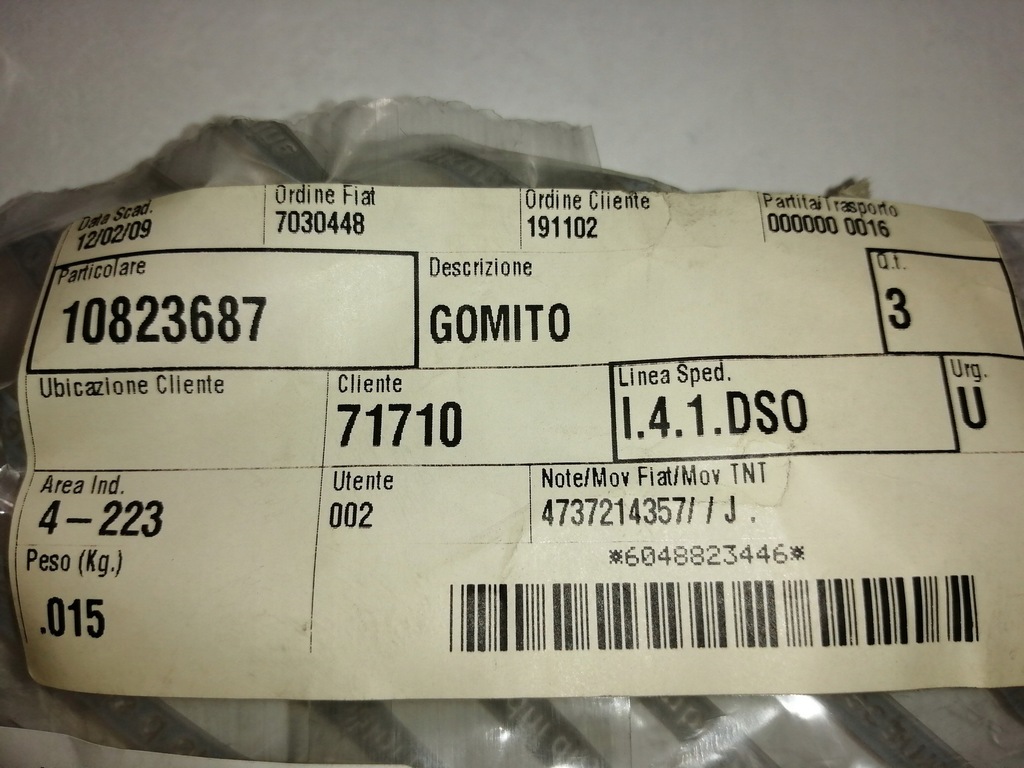 Data Scad. Ordine Fiat Ordine Cliente Partita/Trasporto
12/02/09 7030448 191102 000000 0016
Particolare Descrizione Q.t.
10823687 GOMITO 3
Ubicazione Cliente Cliente Linea Sped. Urg.
71710 I.4.1.DSO U
Area Ind. Utente Note/Mov Fiat/Mov TNT
4-223 002 4737214357/ / J .
Peso (Kg.) *6048823446*
.015